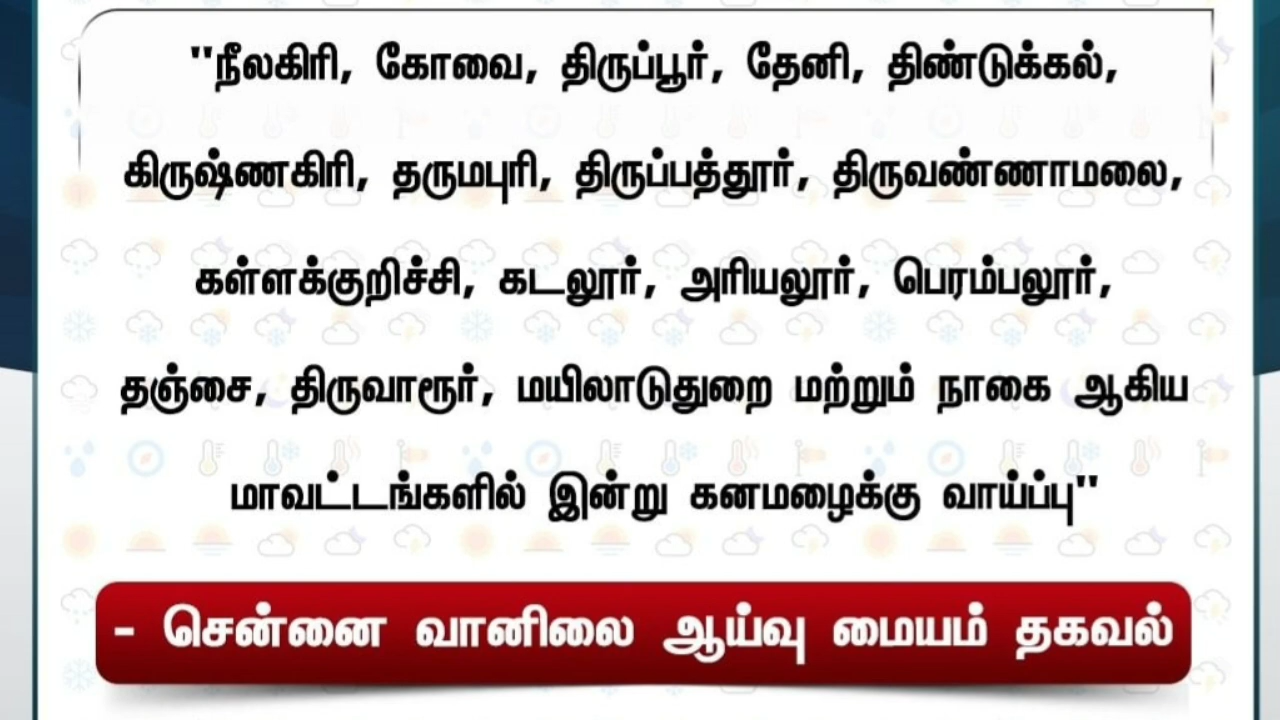 "நீலகிரி, கோவை, திருப்பூர், தேனி, திண்டுக்கல்,
கிருஷ்ணகிரி, தருமபுரி, திருப்பத்தூர், திருவண்ணாமலை,
கள்ளக்குறிச்சி, கடலூர், அரியலூர், பெரம்பலூர்,
தஞ்சை, திருவாரூர், மயிலாடுதுறை மற்றும் நாகை ஆகிய
மாவட்டங்களில் இன்று கனமழைக்கு வாய்ப்பு"
- சென்னை வானிலை ஆய்வு மையம் தகவல்